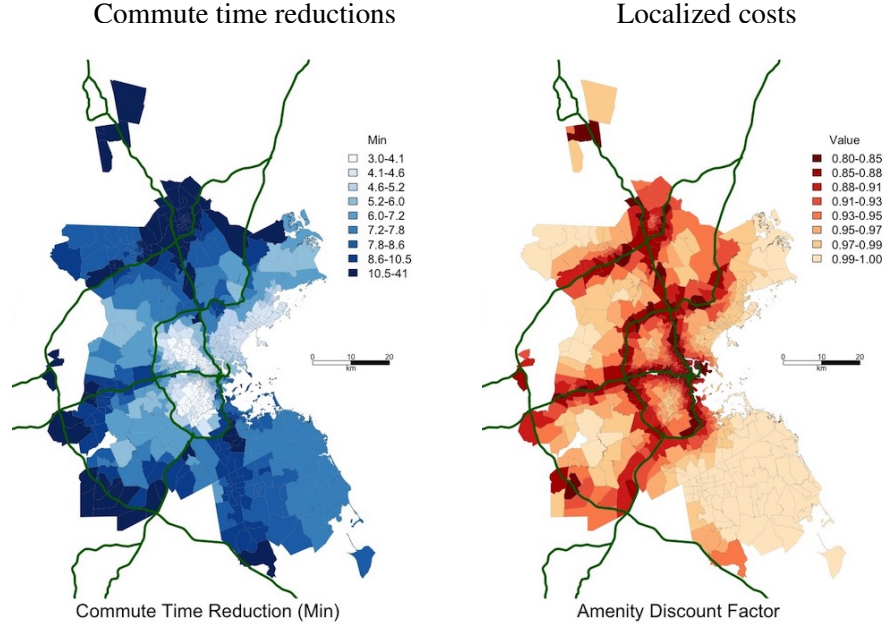 Commute time reductions
Localized costs
Min
3.0-4.1
4.1-4.6
4.6-5.2
5.2-6.0
6.0-7.2
7.2-7.8
7.8-8.6
8.6-10.5
10.5-41
0 10 20
km
Commute Time Reduction (Min)
Value
0.80-0.85
0.85-0.88
0.88-0.91
0.91-0.93
0.93-0.95
0.95-0.97
0.97-0.99
0.99-1.00
0 10 20
km
Amenity Discount Factor